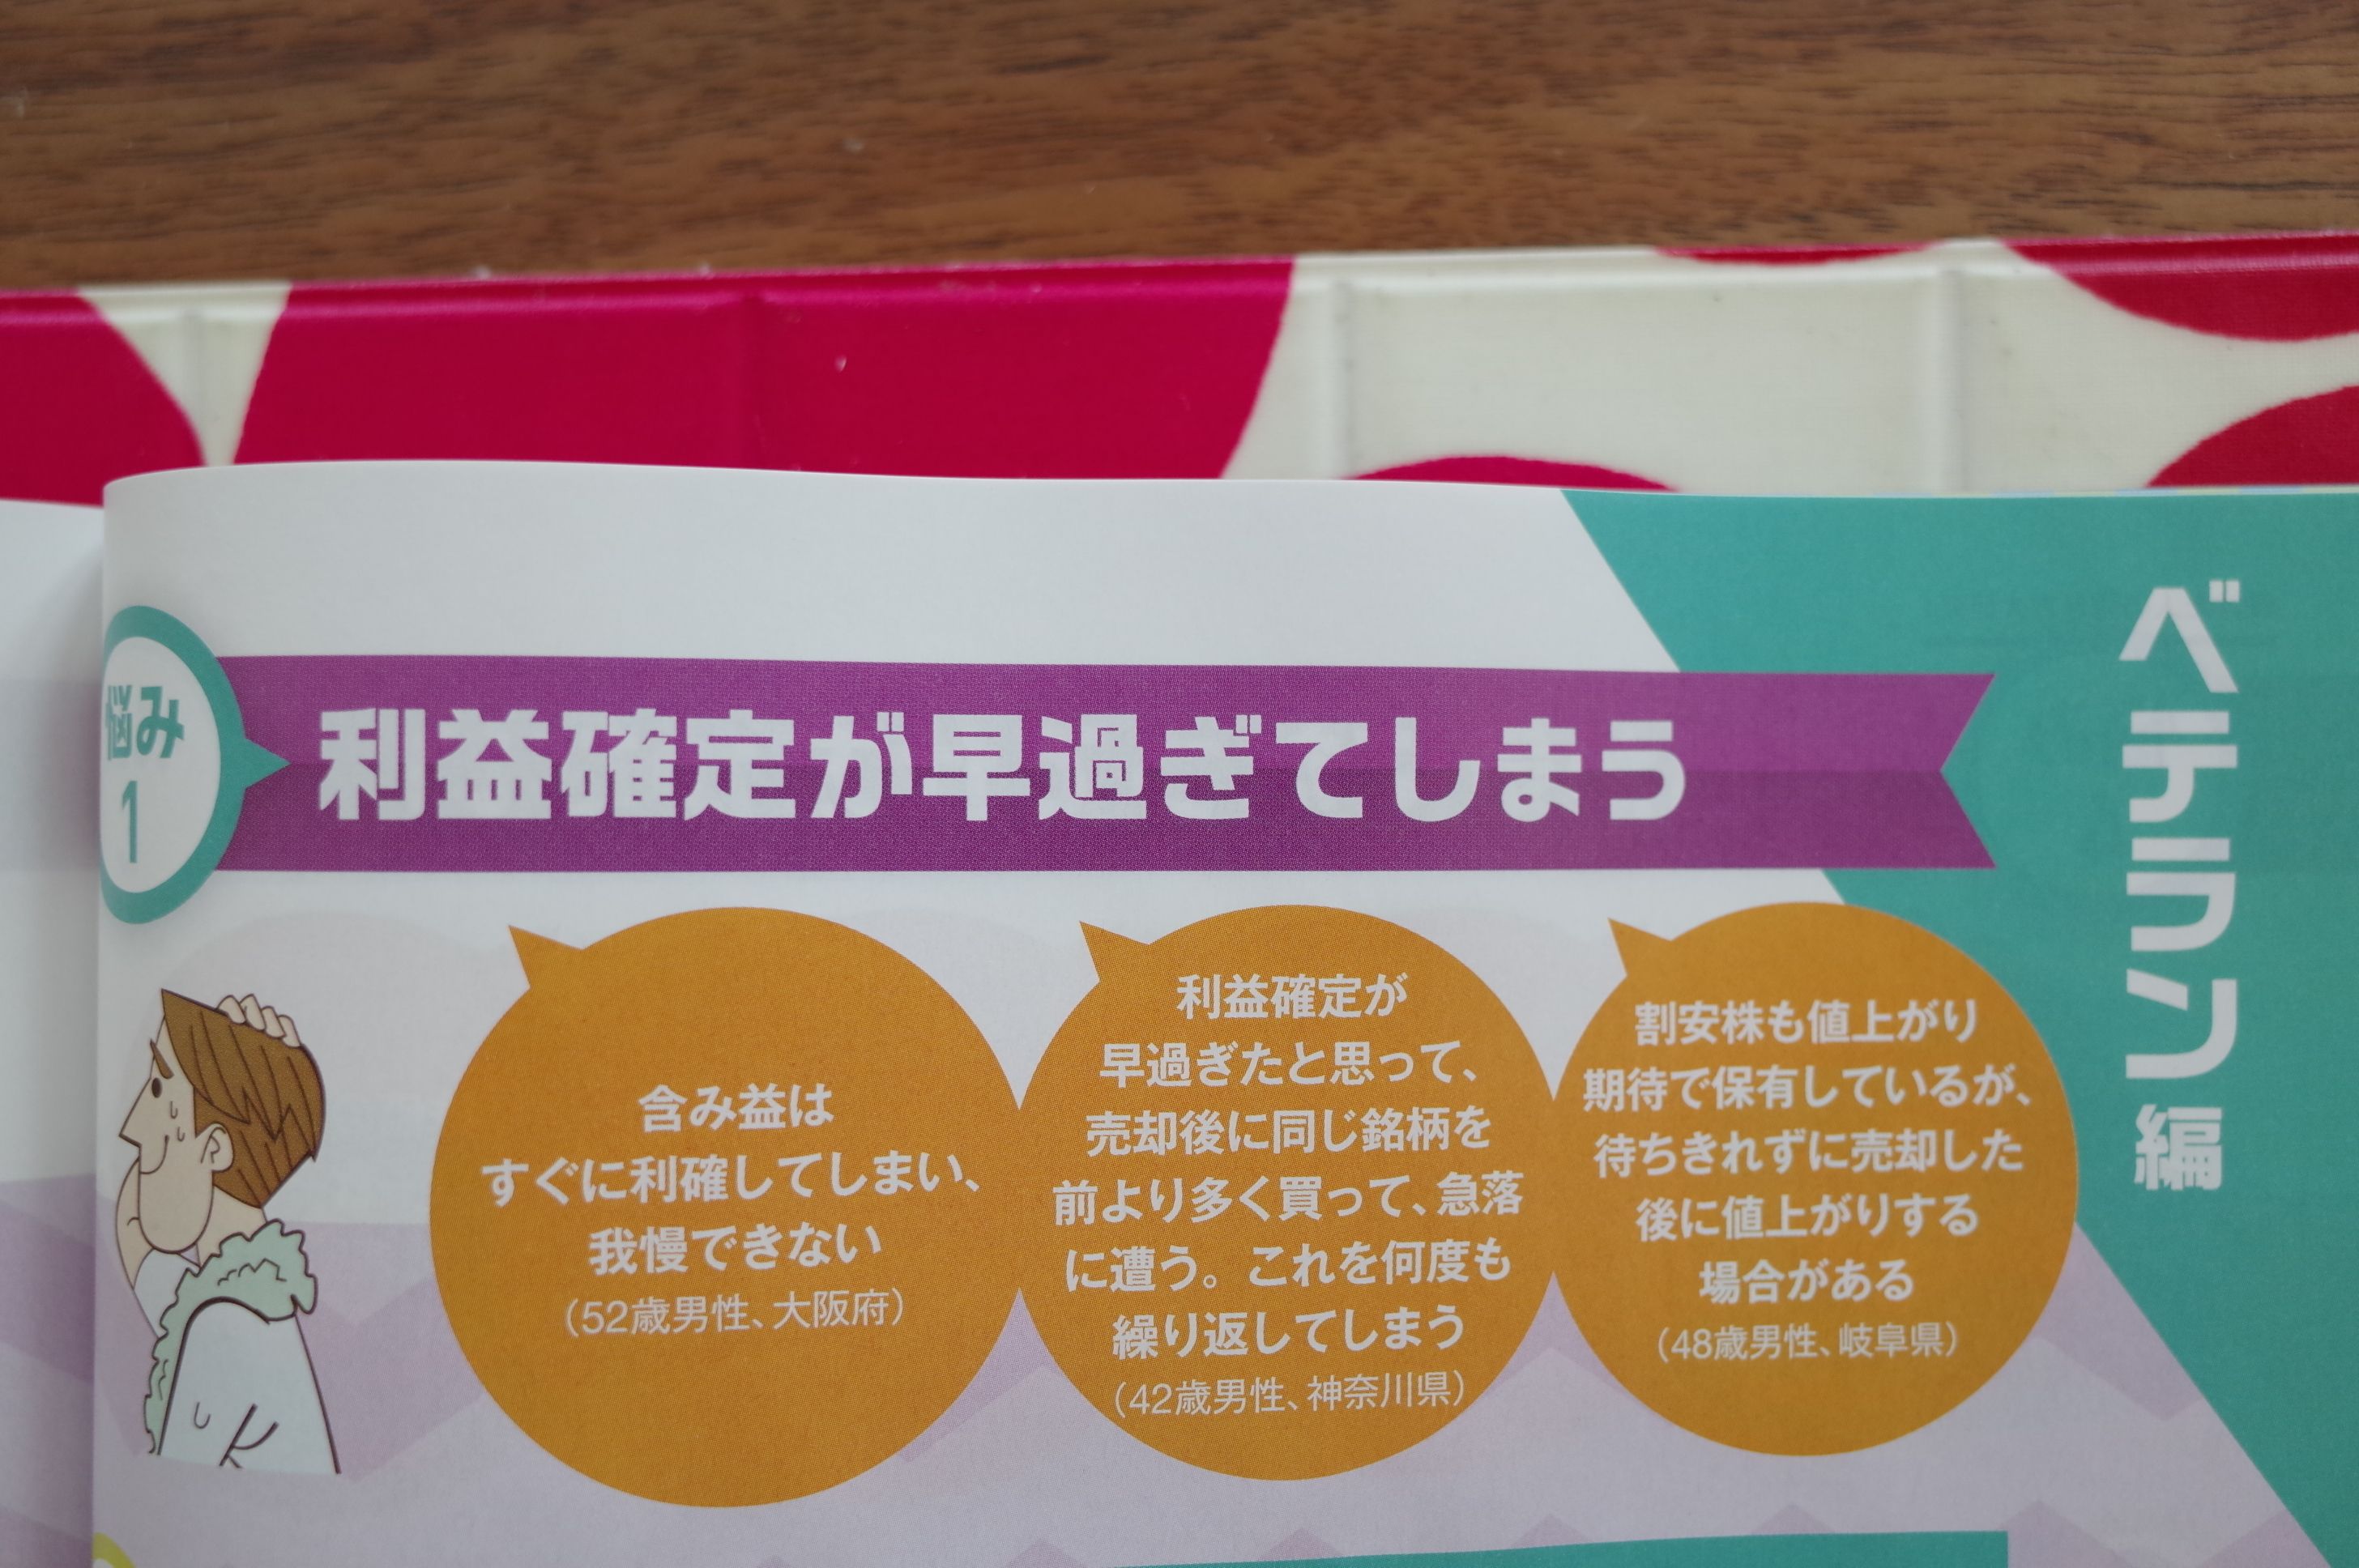 悩み
1
利益確定が早過ぎてしまう
ベテラン編
含み益は
すぐに利確してしまい、
我慢できない
（52歳男性、大阪府）
利益確定が
早過ぎたと思って、
売却後に同じ銘柄を
前より多く買って、急落
に遭う。これを何度も
繰り返してしまう
（42歳男性、神奈川県）
割安株も値上がり
期待で保有しているが、
待ちきれずに売却した
後に値上がりする
場合がある
（48歳男性、岐阜県）